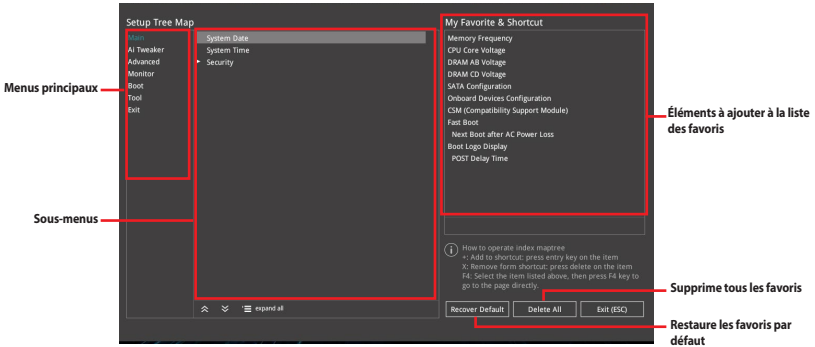 Setup Tree Map
Main
Ai Tweaker
Advanced
Monitor
Boot
Tool
Exit
System Date
System Time
Security
expand all
My Favorite & Shortcut
Memory Frequency
CPU Core Voltage
DRAM AB Voltage
DRAM CD Voltage
SATA Configuration
Onboard Devices Configuration
CSM (Compatibility Support Module)
Fast Boot
Next Boot after AC Power Loss
Boot Logo Display
POST Delay Time
How to operate index maptree
+: Add to shortcut: press entry key on the item
X: Remove form shortcut: press delete on the item
F4: Select the item listed above, then press F4 key to
go to the page directly.
Recover Default
Delete All
Exit (ESC)
Menus principaux
Sous-menus
Éléments à ajouter à la liste
des favoris
Supprime tous les favoris
Restaure les favoris par
défaut